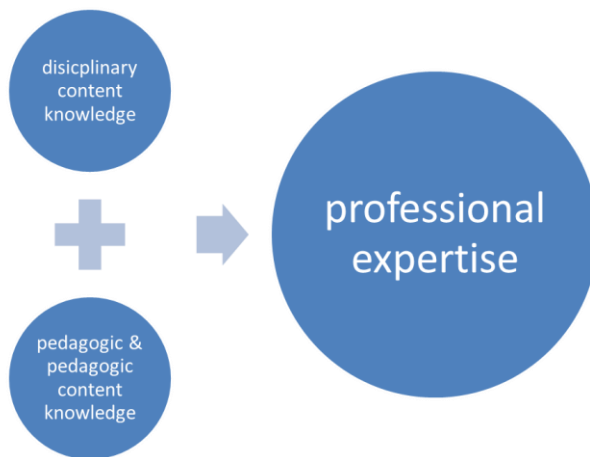 disicplinary
content
knowledge
professional
expertise
pedagogic &
pedagogic
content
knowledge